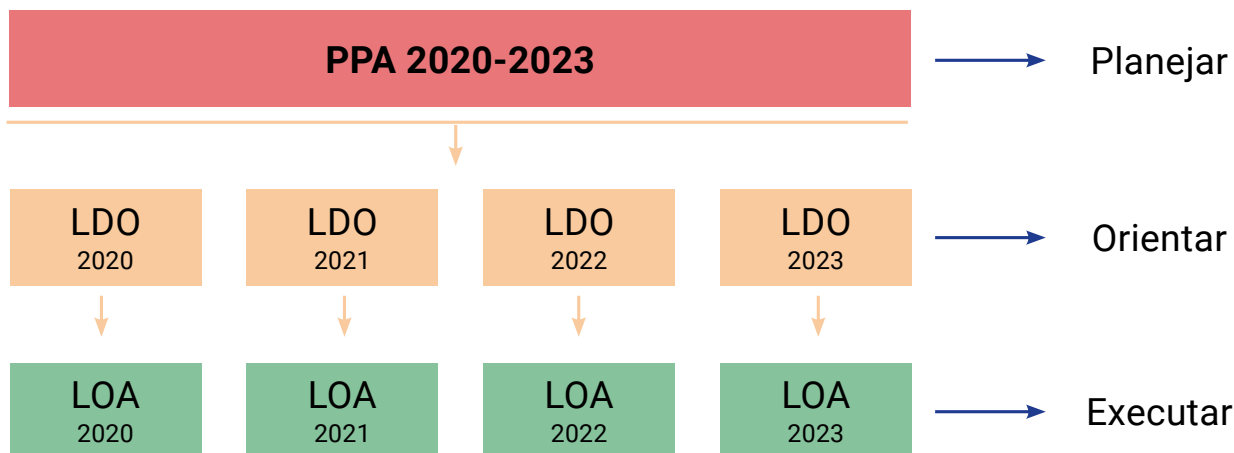 PPA 2020-2023
Planejar
LDO
2020
LDO
2021
LDO
2022
LDO
2023
Orientar
LOA
2020
LOA
2021
LOA
2022
LOA
2023
Executar